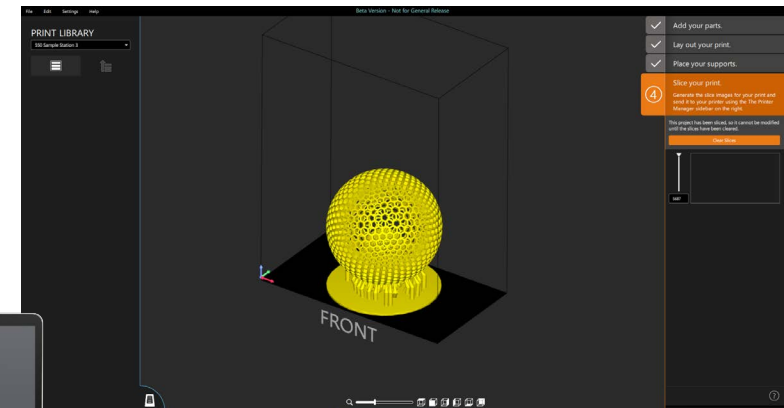 File Edit Settings Help
Beta Version - Not for General Release
PRINT LIBRARY
3
Add your parts.
Lay out your print.
Place your supports.
4
Slice your print.
Generate the slice images for your print and
send it to your printer using the The Printer
Manager sidebar on the right.
This project has been sliced, so it cannot be modified
until the slices have been cleared.
Clear Slices
FRONT
?